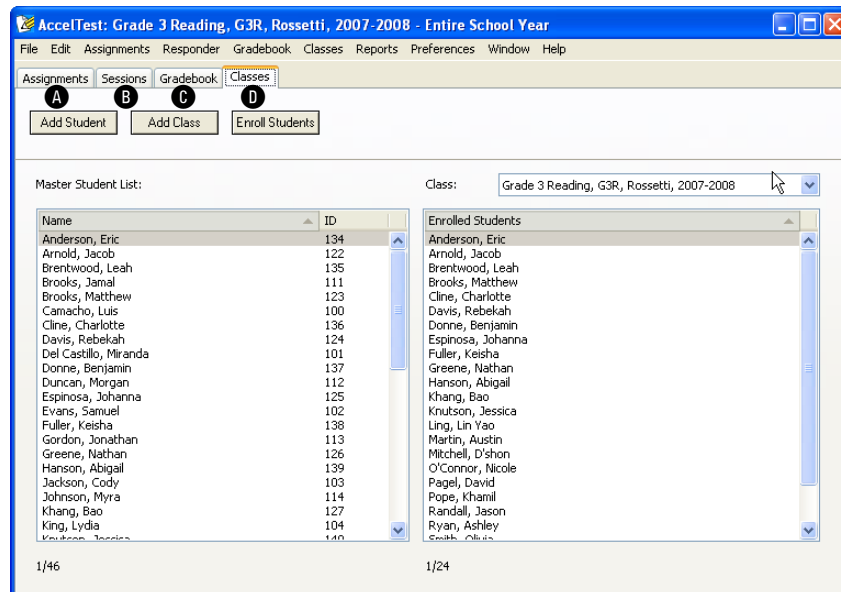 AccelTest: Grade 3 Reading, G3R, Rossetti, 2007-2008 - Entire School Year
File Edit Assignments Responder Gradebook Classes Reports Preferences Window Help
Assignments Sessions Gradebook Classes
A B C D
Add Student Add Class Enroll Students
Master Student List: Class: Grade 3 Reading, G3R, Rossetti, 2007-2008
Name ID Enrolled Students
Anderson, Eric 134 Anderson, Eric
Arnold, Jacob 122 Arnold, Jacob
Brentwood, Leah 135 Brentwood, Leah
Brooks, Jamal 111 Brooks, Matthew
Brooks, Matthew 123 Cline, Charlotte
Camacho, Luis 100 Davis, Rebekah
Cline, Charlotte 136 Donne, Benjamin
Davis, Rebekah 124 Espinosa, Johanna
Del Castillo, Miranda 101 Fuller, Keisha
Donne, Benjamin 137 Greene, Nathan
Duncan, Morgan 112 Hanson, Abigail
Espinosa, Johanna 125 Khang, Bao
Evans, Samuel 102 Knutson, Jessica
Fuller, Keisha 138 Ling, Lin Yao
Gordon, Jonathan 113 Martin, Austin
Greene, Nathan 126 Mitchell, D'shon
Hanson, Abigail 139 O'Connor, Nicole
Jackson, Cody 103 Pagel, David
Johnson, Myra 114 Pope, Khamil
Khang, Bao 127 Randall, Jason
King, Lydia 104 Ryan, Ashley
Knutson, Jessica 140 Smith, Olivia
1/46 1/24